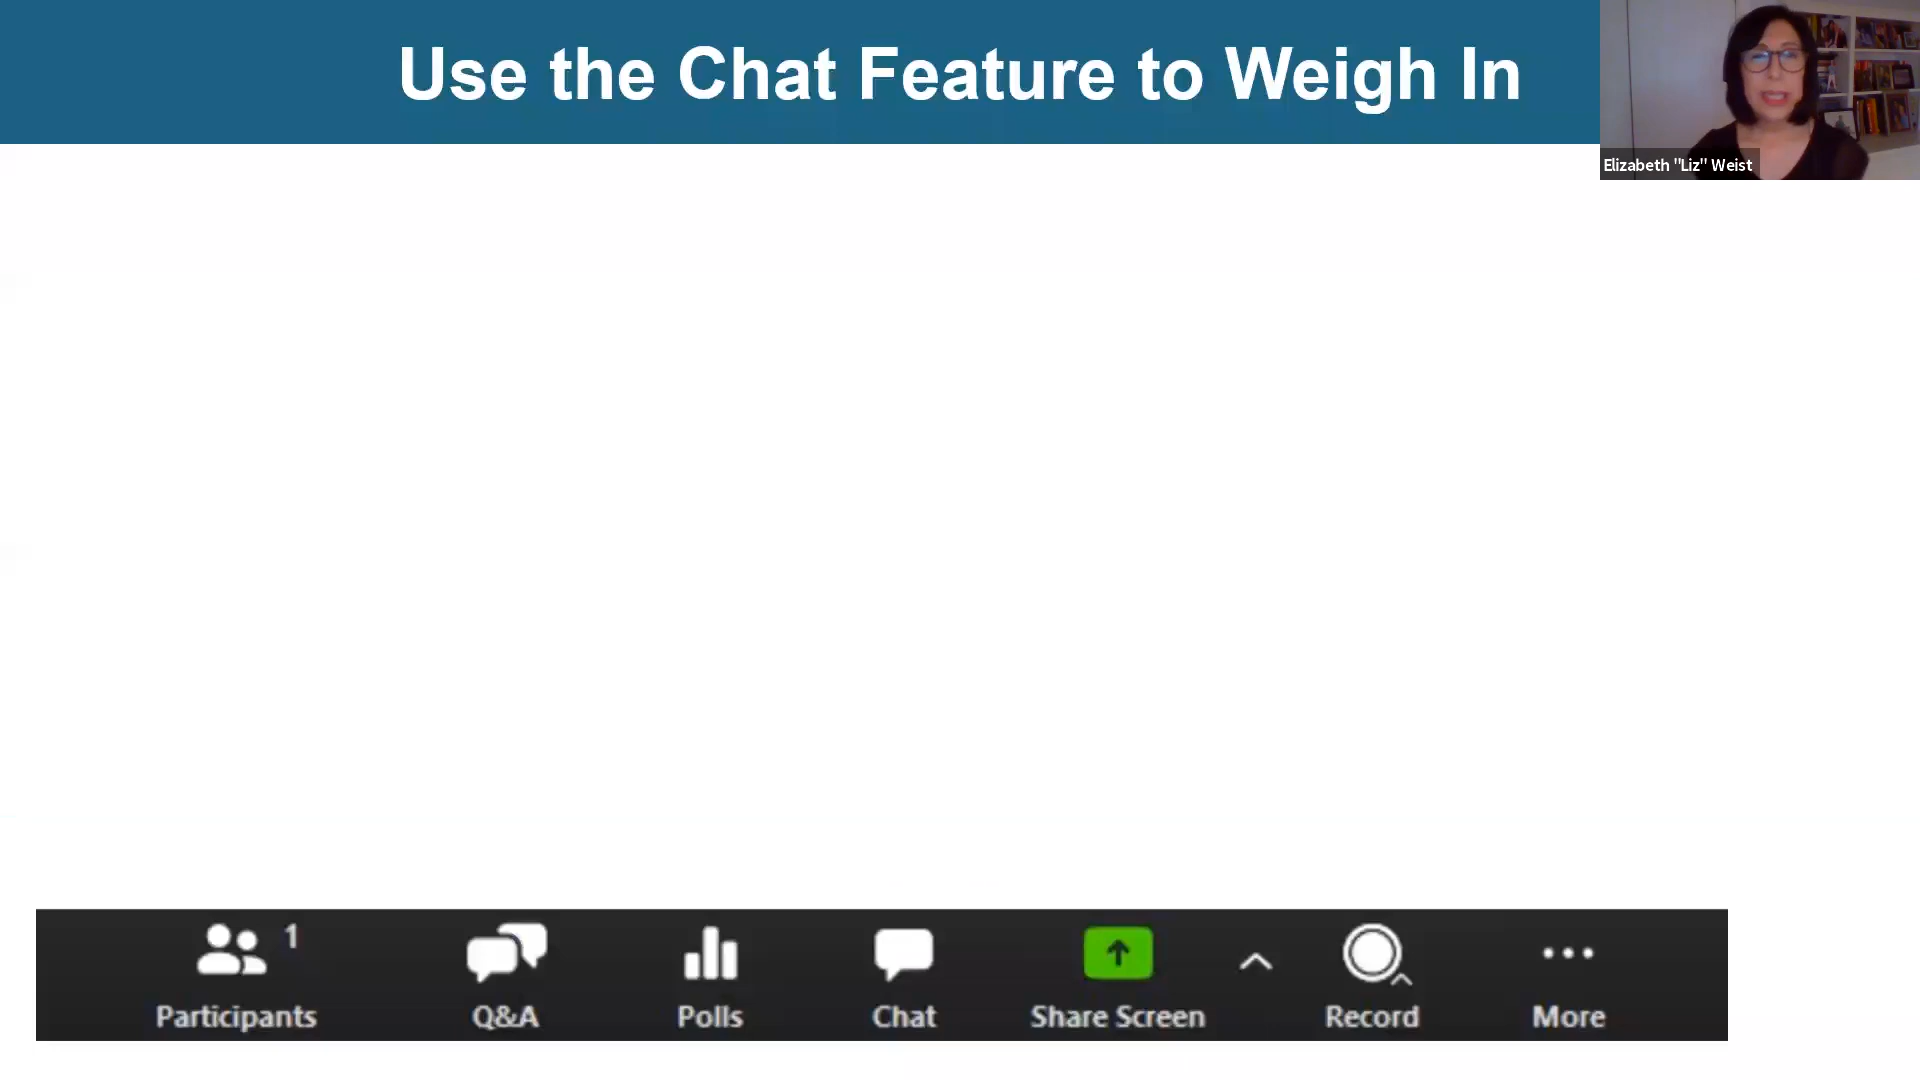 Use the Chat Feature to Weigh In
Elizabeth "Liz" Weist
1
Participants
Q&A
Polls
Chat
Share Screen
Record
More